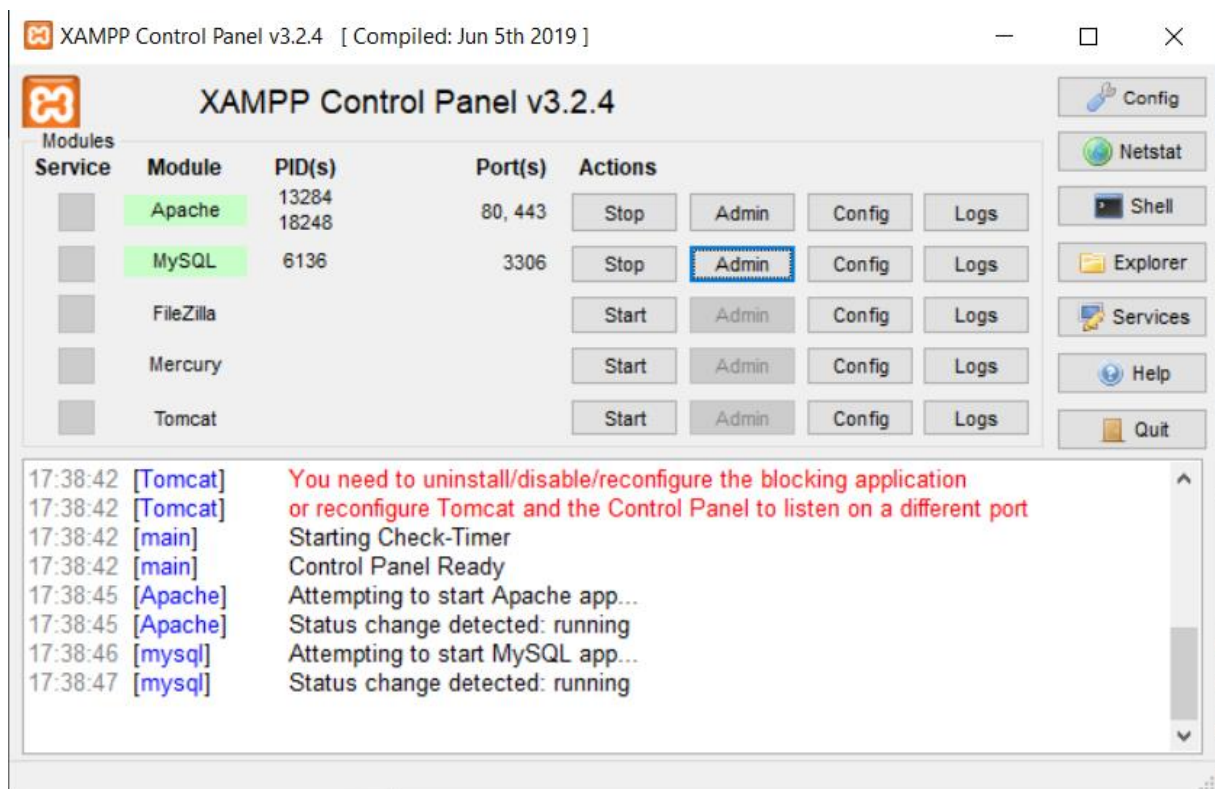 XAMPP Control Panel v3.2.4 [ Compiled: Jun 5th 2019 ]
XAMPP Control Panel v3.2.4
Config
Modules
Netstat
Service Module PID(s) Port(s) Actions
Apache 13284 18248 80, 443 Stop Admin Config Logs
Shell
MySQL 6136 3306 Stop Admin Config Logs
Explorer
FileZilla Start Admin Config Logs
Services
Mercury Start Admin Config Logs
Help
Tomcat Start Admin Config Logs
Quit
17:38:42 [Tomcat] You need to uninstall/disable/reconfigure the blocking application
17:38:42 [Tomcat] or reconfigure Tomcat and the Control Panel to listen on a different port
17:38:42 [main] Starting Check-Timer
17:38:42 [main] Control Panel Ready
17:38:45 [Apache] Attempting to start Apache app...
17:38:45 [Apache] Status change detected: running
17:38:46 [mysql] Attempting to start MySQL app...
17:38:47 [mysql] Status change detected: running